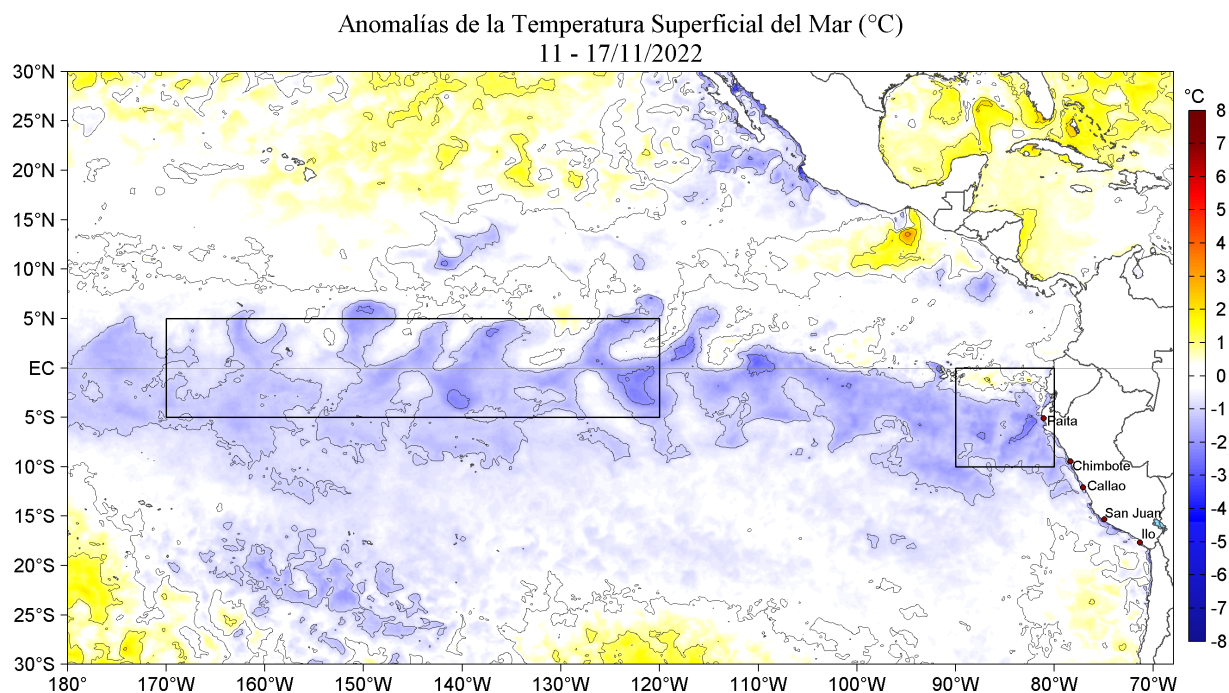 Anomalías de la Temperatura Superficial del Mar (°C)
11 - 17/11/2022
30°N
25°N
20°N
15°N
10°N
5°N
EC
5°S
10°S
15°S
20°S
25°S
30°S
180
170°W
160°W
150°W
140°W
130°W
120°W
110°W
100°W
90°W
80°W
70°W
Paita
Chimbote
Callao
San Juan
Ilo
°C
8
7
6
5
4
3
2
1
0
-1
-2
-3
-4
-5
-6
-7
-8